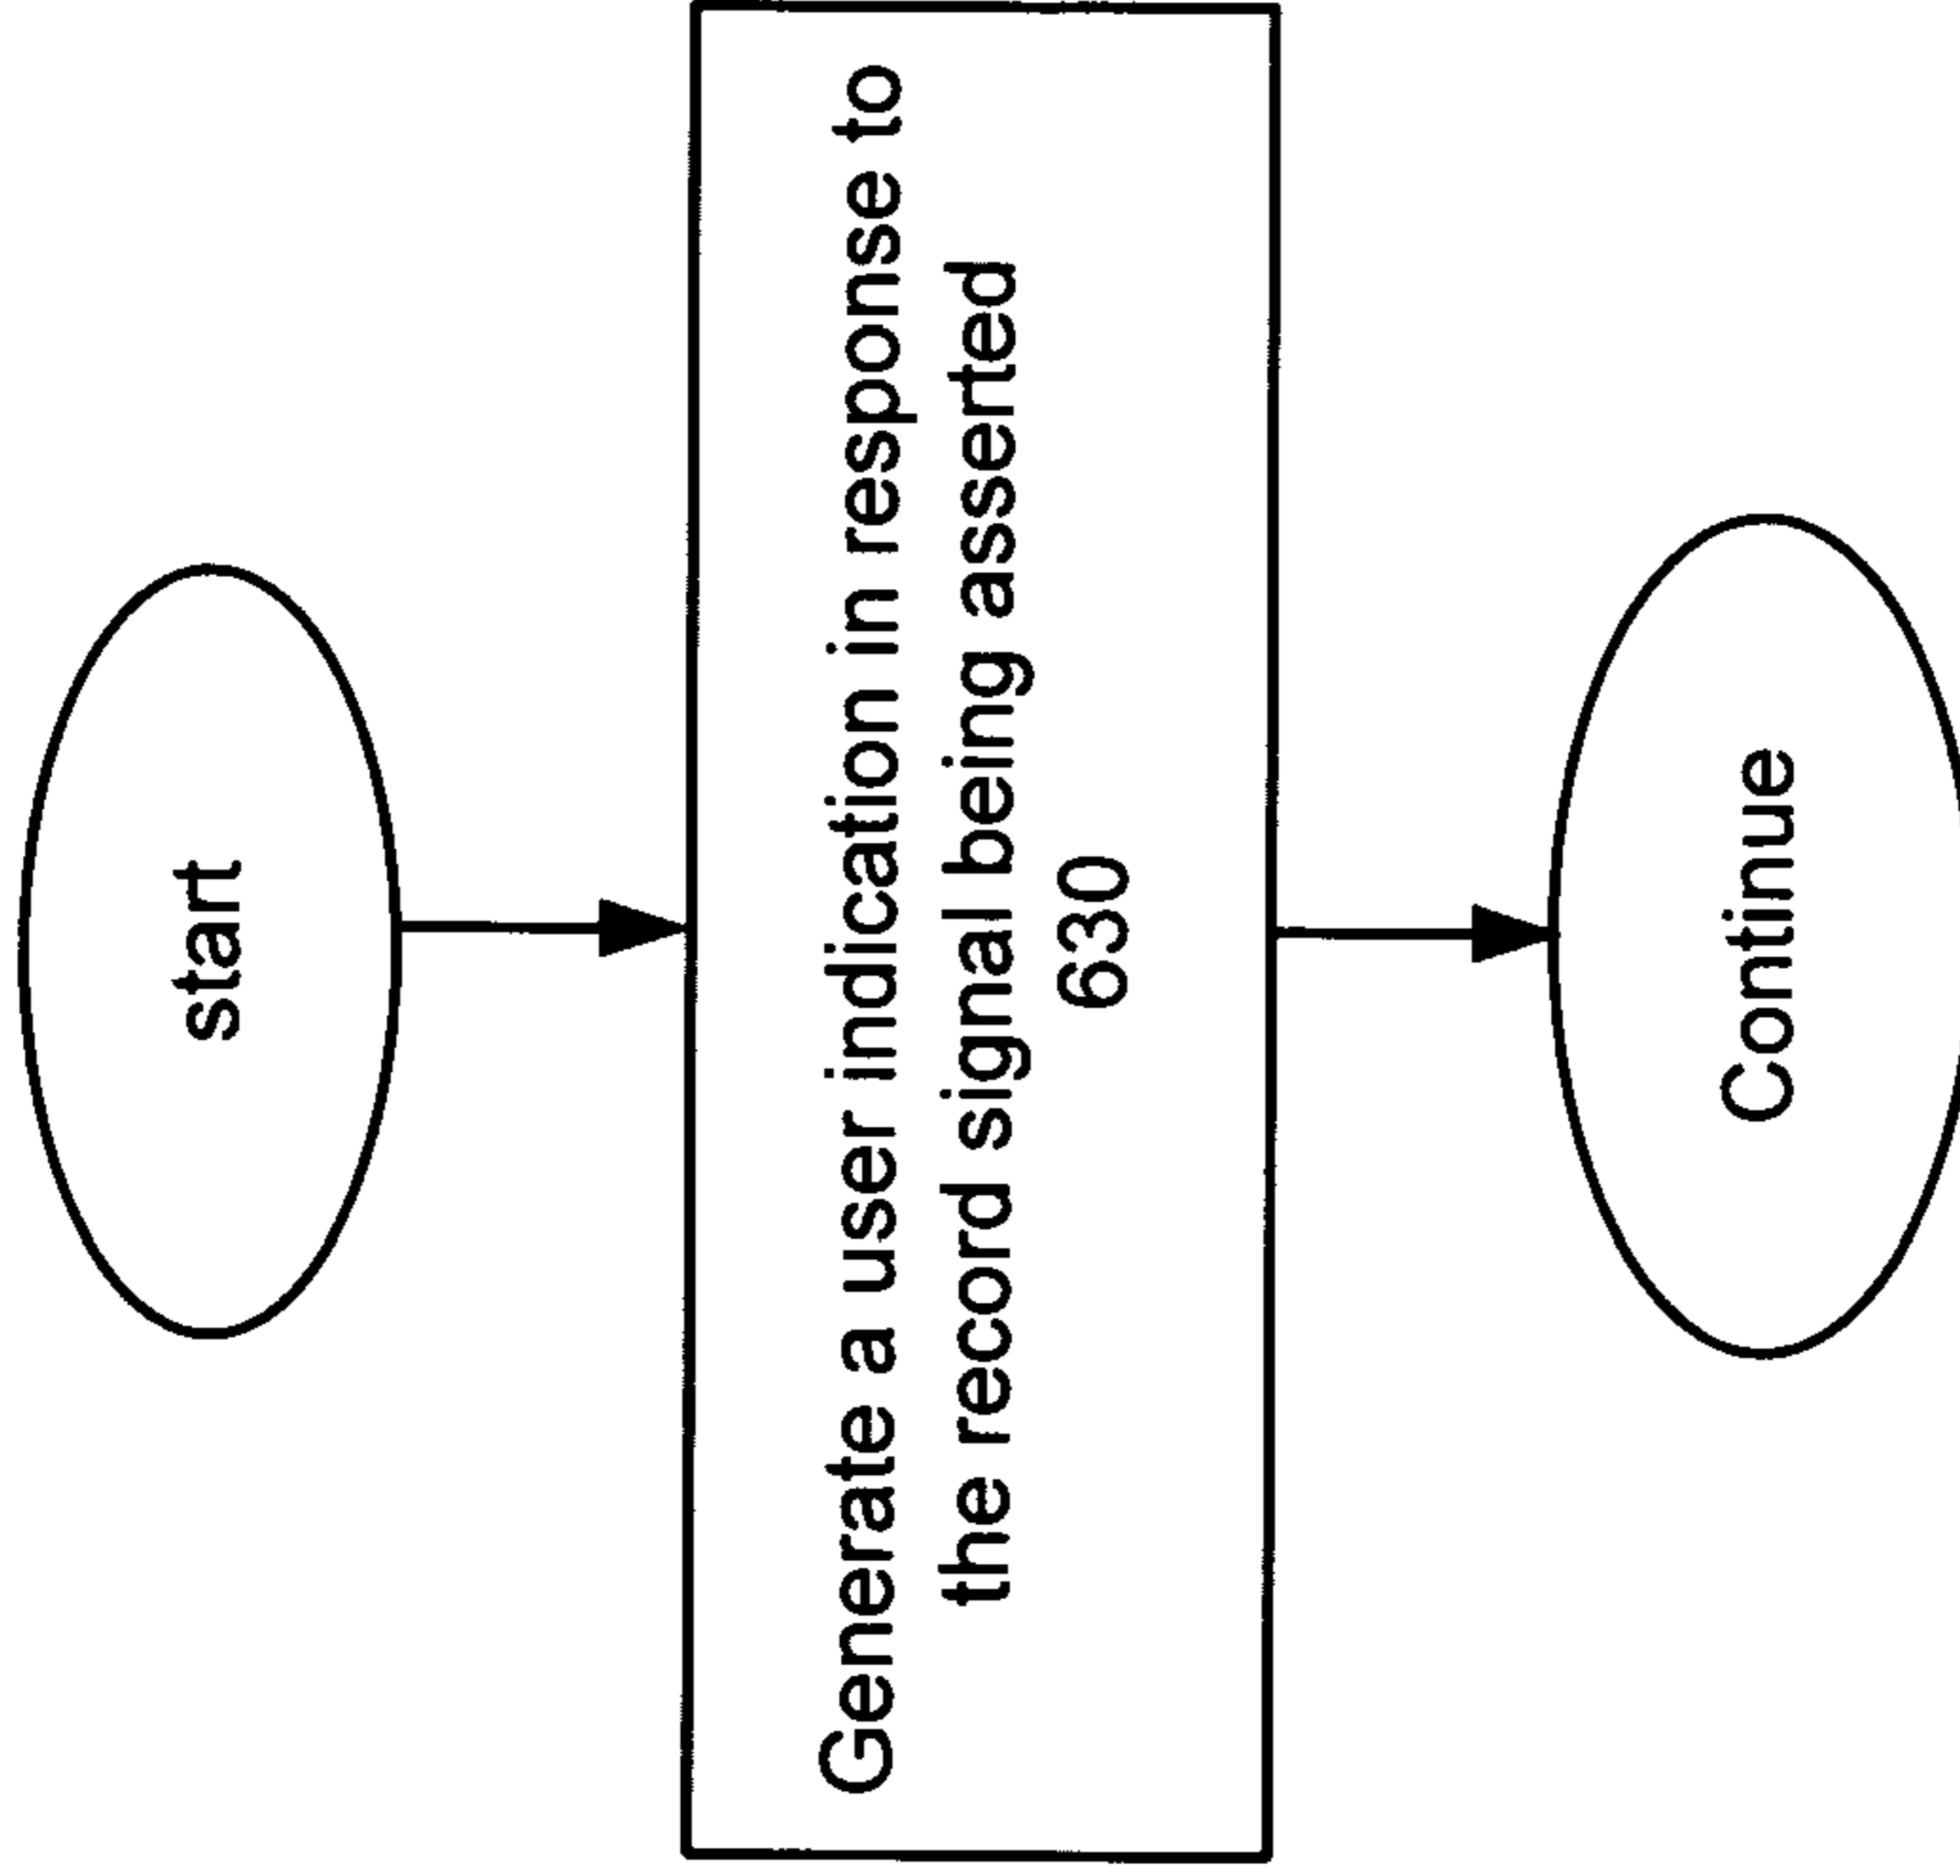 start
Generate a user indication in response to
the record signal being asserted
630
Continue